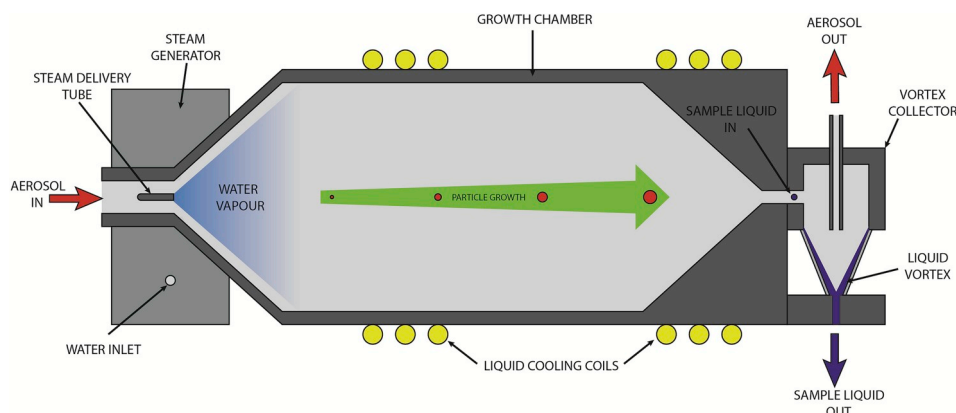 GROWTH CHAMBER
AEROSOL
OUT
STEAM
GENERATOR
STEAM DELIVERY
TUBE
VORTEX
COLLECTOR
SAMPLE LIQUID
IN
AEROSOL
IN
WATER
VAPOUR
PARTICLE GROWTH
LIQUID
VORTEX
WATER INLET
LIQUID COOLING COILS
SAMPLE LIQUID
OUT